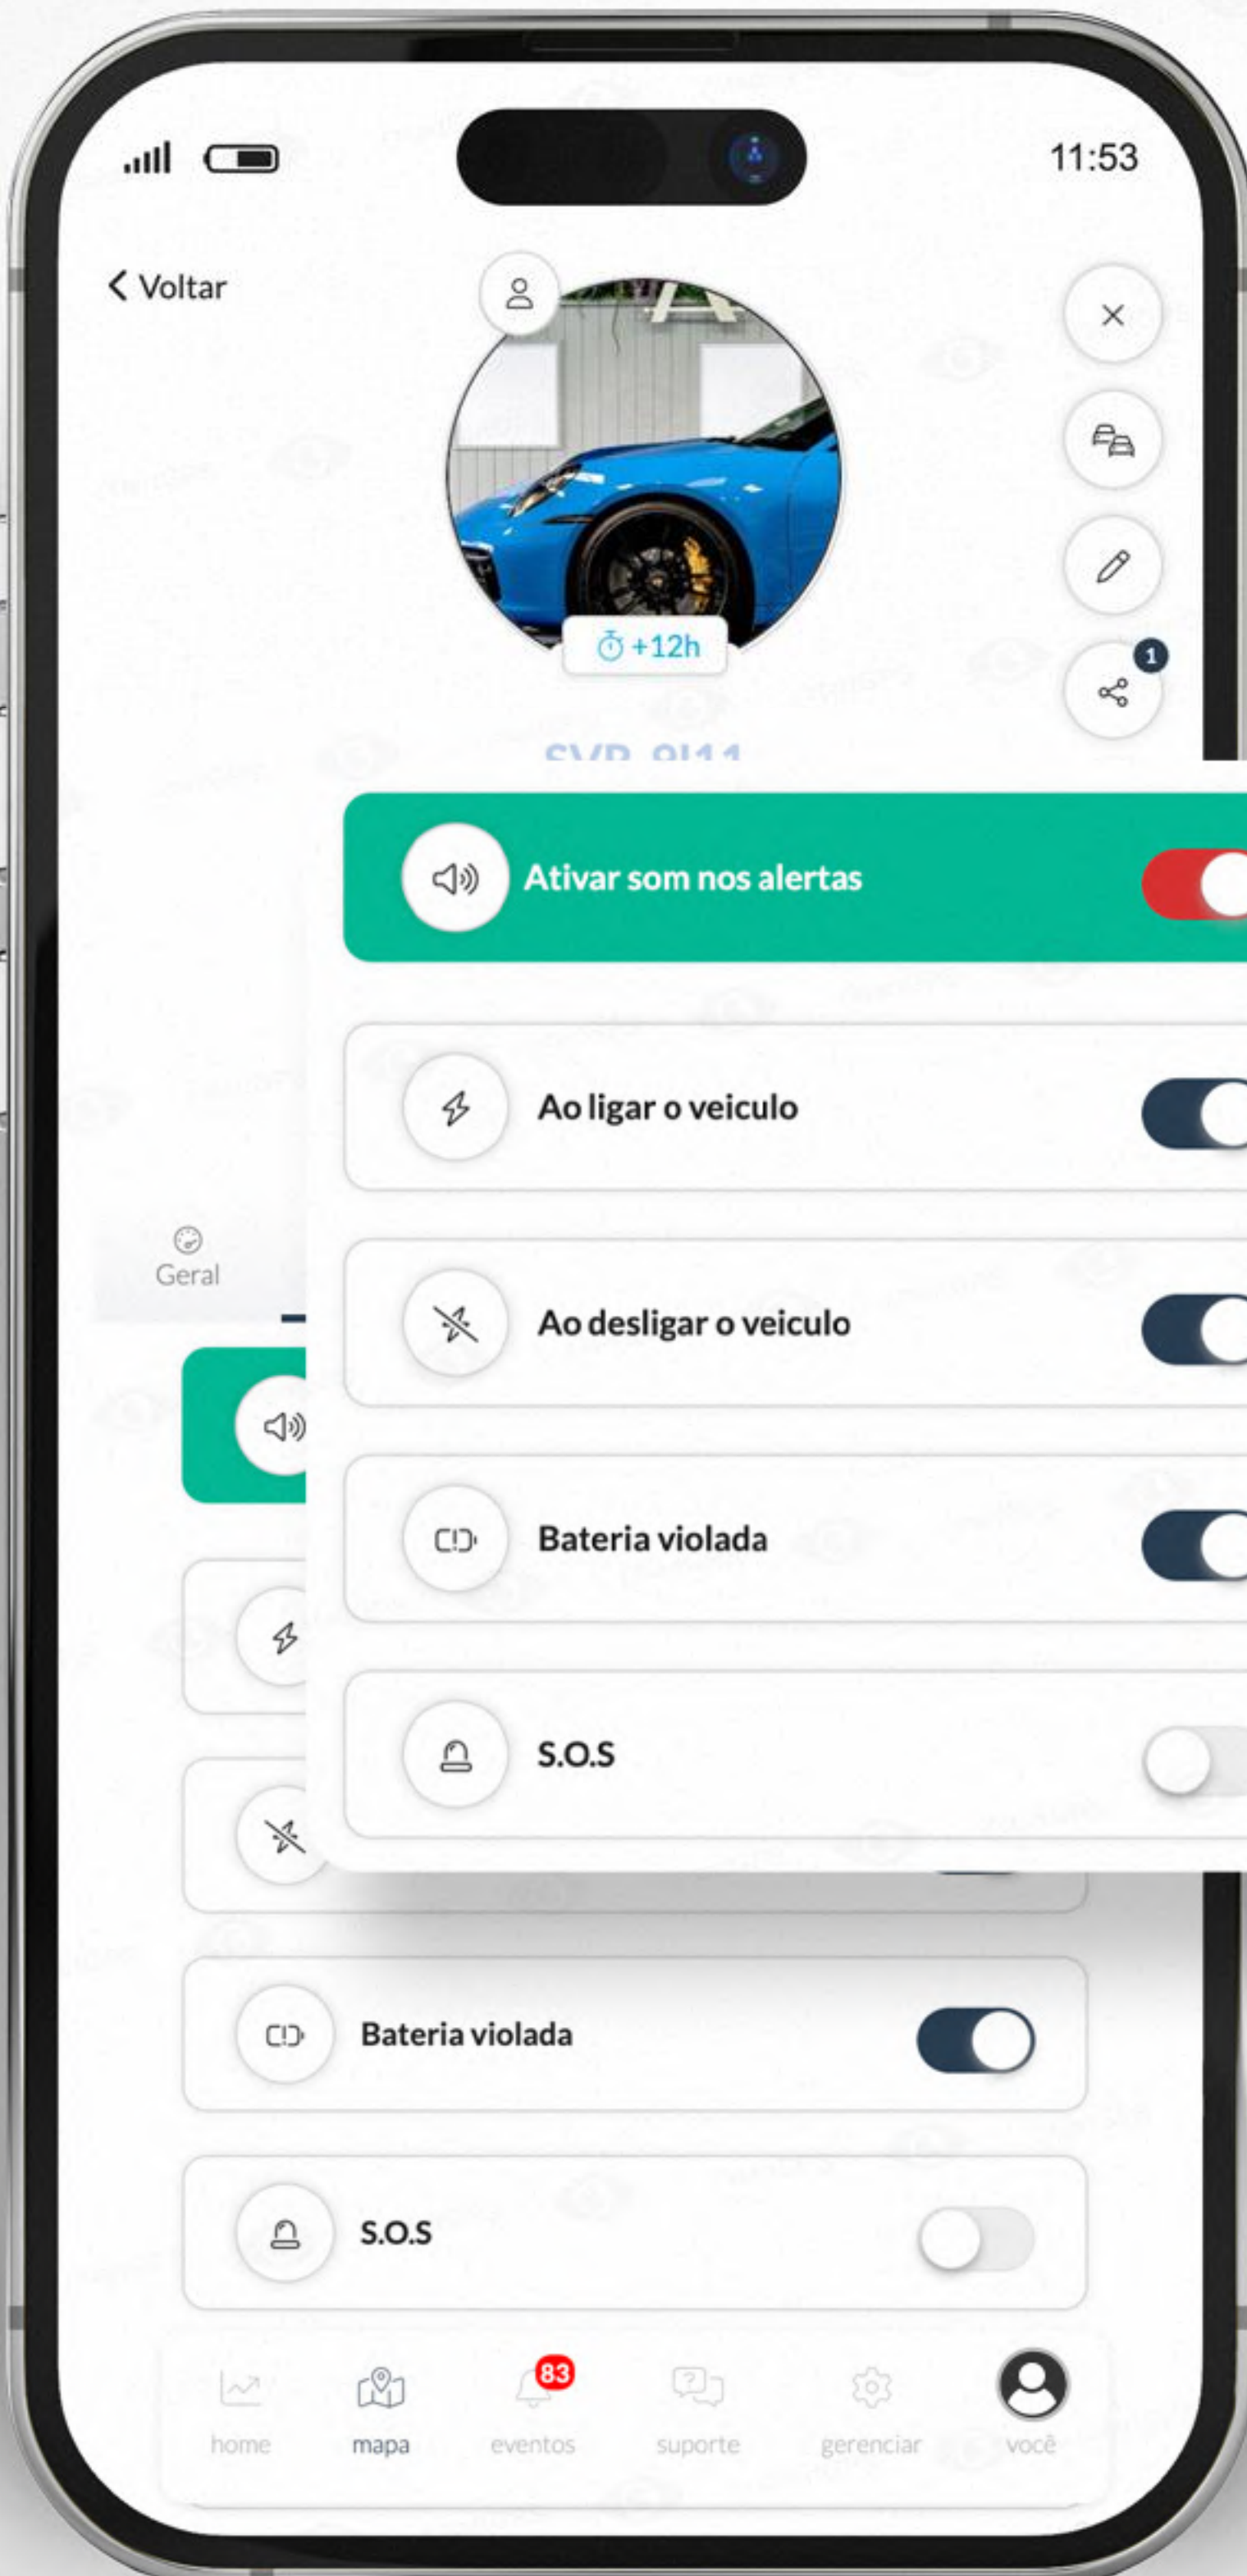 11:53
Voltar
+12h
1
Ativar som nos alertas
Ao ligar o veiculo
Ao desligar o veiculo
Bateria violada
S.O.S
Geral
Bateria violada
S.O.S
83
home
mapa
eventos
suporte
gerenciar
você